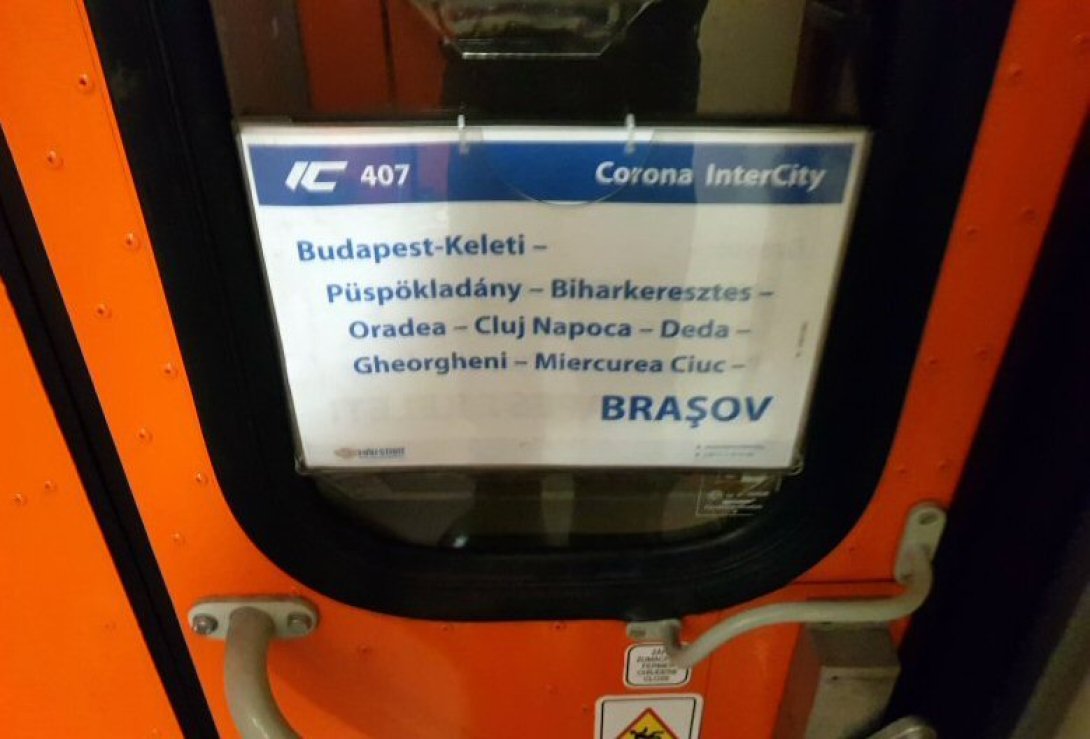 IC 407 Corona InterCity
Budapest-Keleti –
Püspökladány – Biharkeresztes –
Oradea – Cluj Napoca – Deda –
Gheorgheni – Miercurea Ciuc –
BRAŞOV